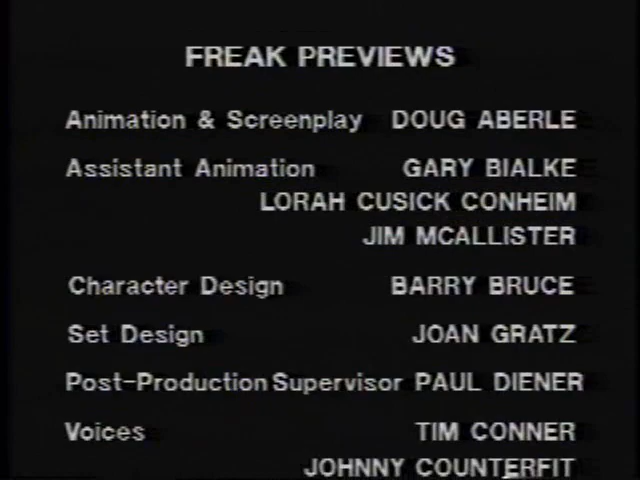 FREAK PREVIEWS
Animation & Screenplay DOUG ABERLE
Assistant Animation GARY BIALKE
LORAH CUSICK CONHEIM
JIM MCALLISTER
Character Design BARRY BRUCE
Set Design JOAN GRATZ
Post-Production Supervisor PAUL DIENER
Voices TIM CONNER
JOHNNY COUNTERFIT